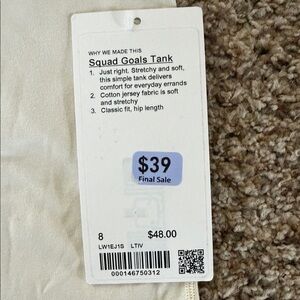 WHY WE MADE THIS
Squad Goals Tank
1. Just right. Stretchy and soft,
this simple tank delivers
comfort for everyday errands
2. Cotton jersey fabric is soft
and stretchy
3. Classic fit, hip length
$39
Final Sale
8 $48.00
LW1EJ1S LTIV
000146750312